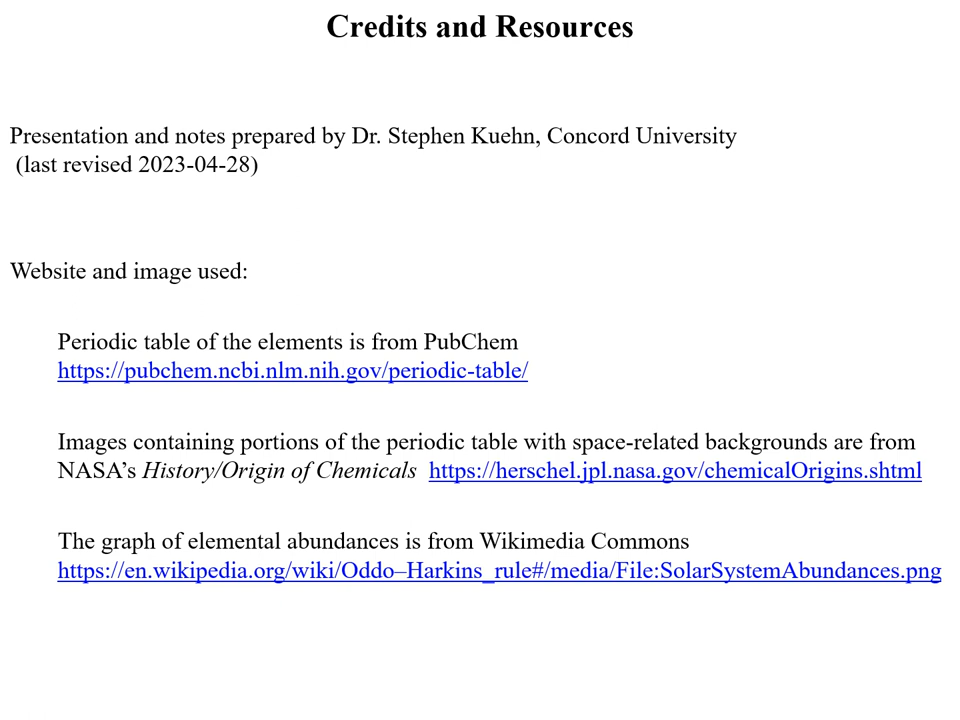 Credits and Resources
Presentation and notes prepared by Dr. Stephen Kuehn, Concord University
(last revised 2023-04-28)
Website and image used:
Periodic table of the elements is from PubChem
https://pubchem.ncbi.nlm.nih.gov/periodic-table/
Images containing portions of the periodic table with space-related backgrounds are from
NASA’s History/Origin of Chemicals https://herschel.jpl.nasa.gov/chemicalOrigins.shtml
The graph of elemental abundances is from Wikimedia Commons
https://en.wikipedia.org/wiki/Oddo–Harkins_rule#/media/File:SolarSystemAbundances.png